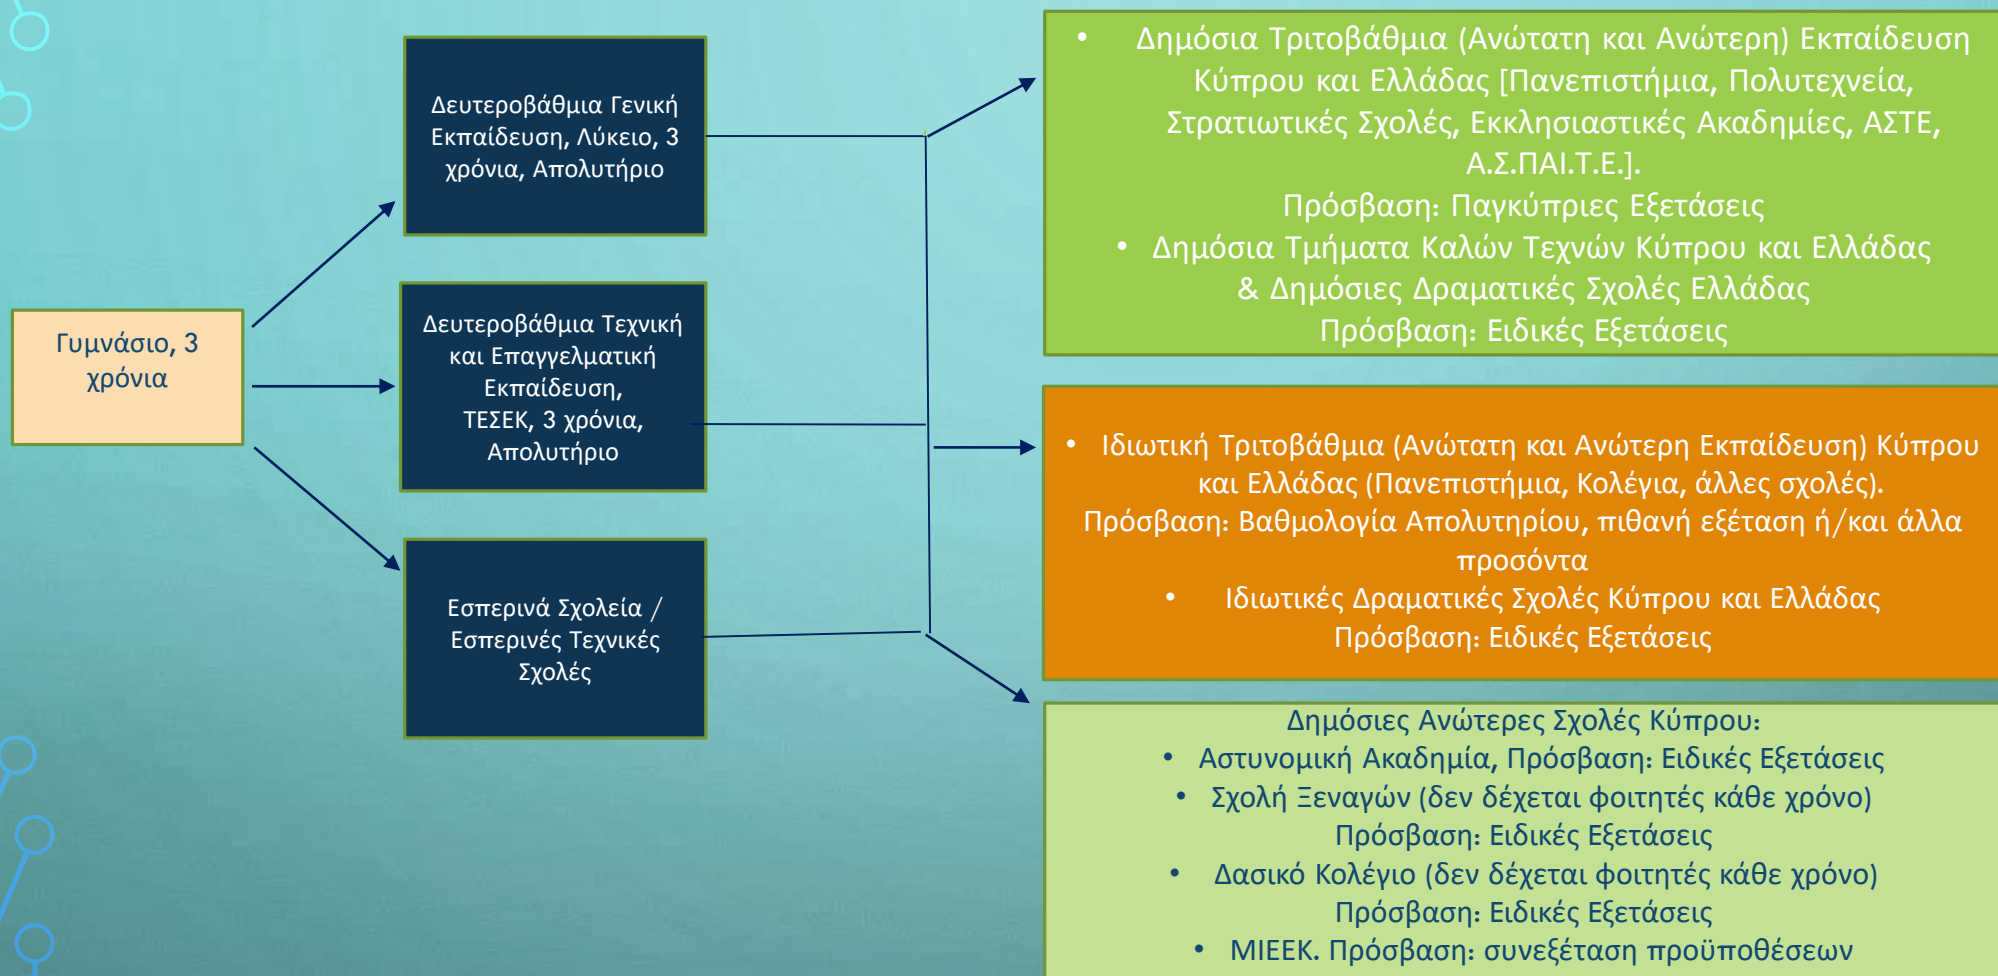 Γυμνάσιο, 3
χρόνια
Δευτεροβάθμια Γενική
Εκπαίδευση, Λύκειο, 3
χρόνια, Απολυτήριο
Δευτεροβάθμια Τεχνική
και Επαγγελματική
Εκπαίδευση,
ΤΕΣΕΚ, 3 χρόνια,
Απολυτήριο
Εσπερινά Σχολεία /
Εσπερινές Τεχνικές
Σχολές
• Δημόσια Τριτοβάθμια (Ανώτατη και Ανώτερη) Εκπαίδευση
Κύπρου και Ελλάδας [Πανεπιστήμια, Πολυτεχνεία,
Στρατιωτικές Σχολές, Εκκλησιαστικές Ακαδημίες, ΑΣΤΕ,
Α.Σ.ΠΑΙ.Τ.Ε.].
Πρόσβαση: Παγκύπριες Εξετάσεις
• Δημόσια Τμήματα Καλών Τεχνών Κύπρου και Ελλάδας
& Δημόσιες Δραματικές Σχολές Ελλάδας
Πρόσβαση: Ειδικές Εξετάσεις
• Ιδιωτική Τριτοβάθμια (Ανώτατη και Ανώτερη Εκπαίδευση) Κύπρου
και Ελλάδας (Πανεπιστήμια, Κολέγια, άλλες σχολές).
Πρόσβαση: Βαθμολογία Απολυτηρίου, πιθανή εξέταση ή/και άλλα
προσόντα
• Ιδιωτικές Δραματικές Σχολές Κύπρου και Ελλάδας
Πρόσβαση: Ειδικές Εξετάσεις
Δημόσιες Ανώτερες Σχολές Κύπρου:
• Αστυνομική Ακαδημία, Πρόσβαση: Ειδικές Εξετάσεις
• Σχολή Ξεναγών (δεν δέχεται φοιτητές κάθε χρόνο)
Πρόσβαση: Ειδικές Εξετάσεις
• Δασικό Κολέγιο (δεν δέχεται φοιτητές κάθε χρόνο)
Πρόσβαση: Ειδικές Εξετάσεις
• ΜΙΕΕΚ. Πρόσβαση: συνεξέταση προϋποθέσεων